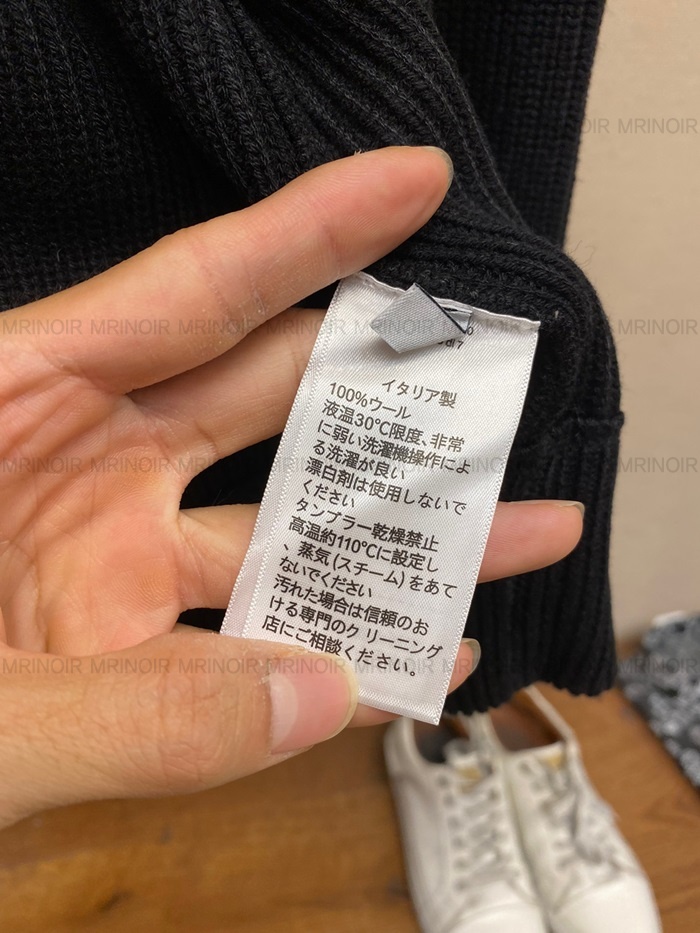 MRINOIR MRINOIR
イタリア製
100%ウール
液温30℃限度、非常
に弱い洗濯機操作によ
る洗濯が良い
漂白剤は使用しないで
ください
タンブラー乾燥禁止
高温約110℃に設定し
、蒸気(スチーム)をあて
ないでください
汚れた場合は信頼のお
ける専門のク リーニング
店にご相談ください。